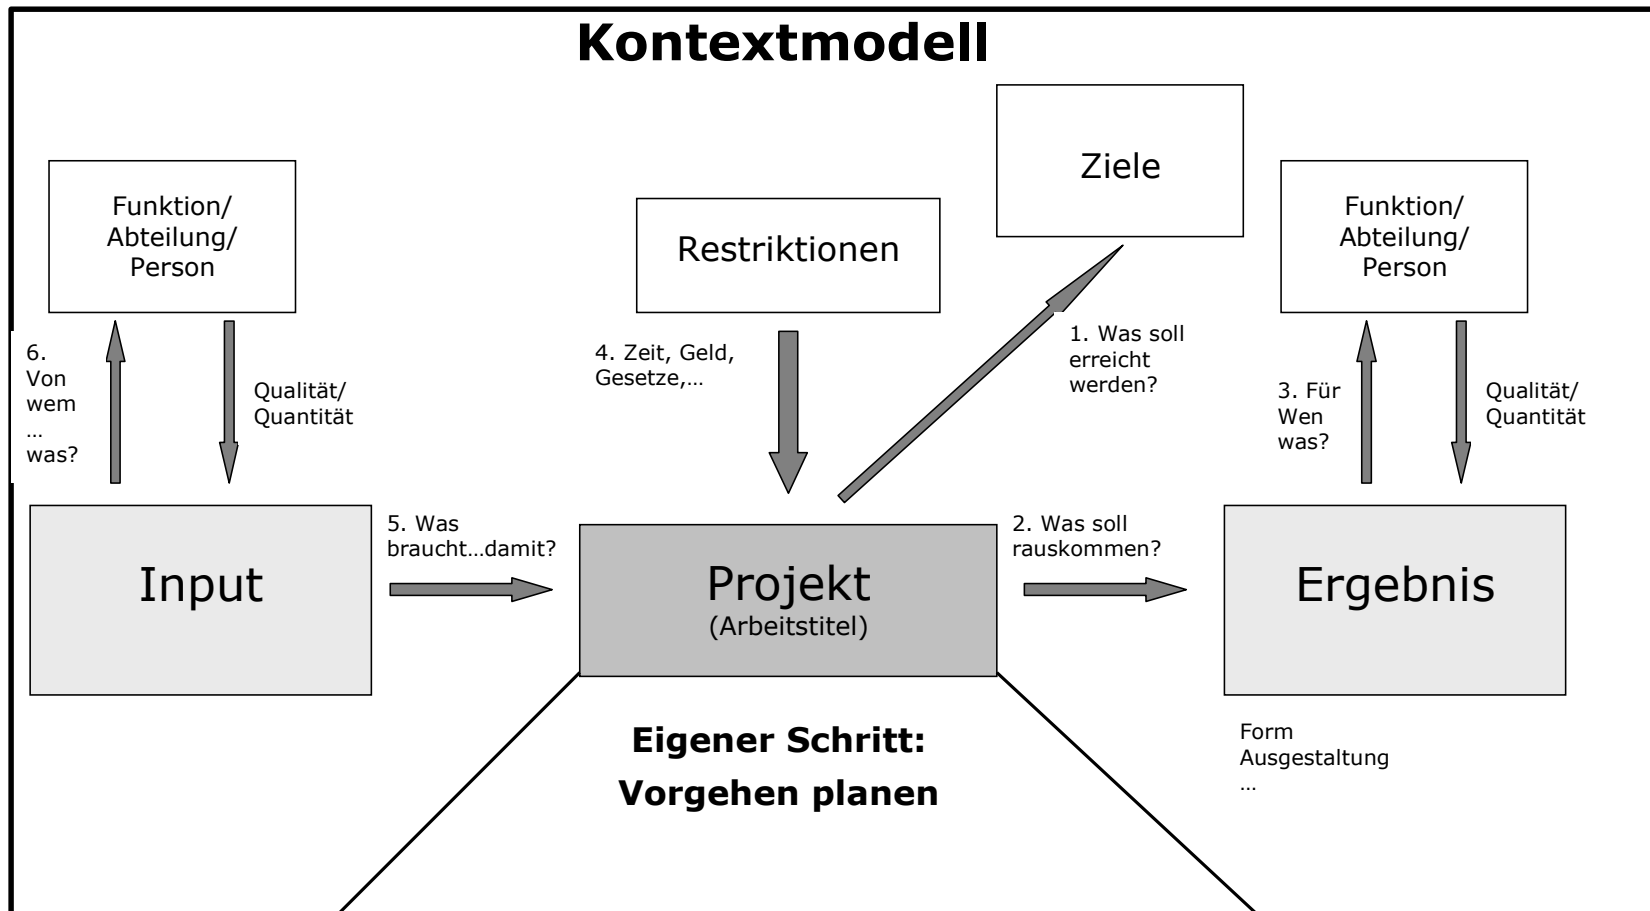 Kontextmodell
Ziele
Funktion/
Abteilung/
Person
Restriktionen
Funktion/
Abteilung/
Person
6.
Von
wem
…
was?
Qualität/
Quantität
4. Zeit, Geld,
Gesetze,…
1. Was soll
erreicht
werden?
3. Für
Wen
was?
Qualität/
Quantität
Input
5. Was
braucht…damit?
Projekt
(Arbeitstitel)
2. Was soll
rauskommen?
Ergebnis
Eigener Schritt:
Vorgehen planen
Form
Ausgestaltung
…